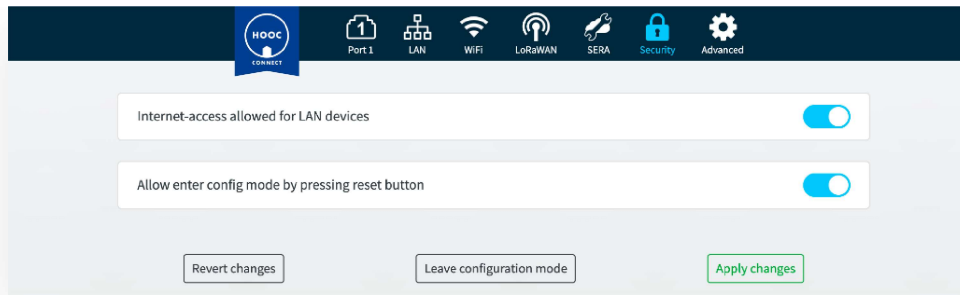 HOOC
CONNECT
1
Port 1
LAN
WiFi
LoRaWAN
SERA
Security
Advanced
Internet-access allowed for LAN devices
Allow enter config mode by pressing reset button
Revert changes
Leave configuration mode
Apply changes